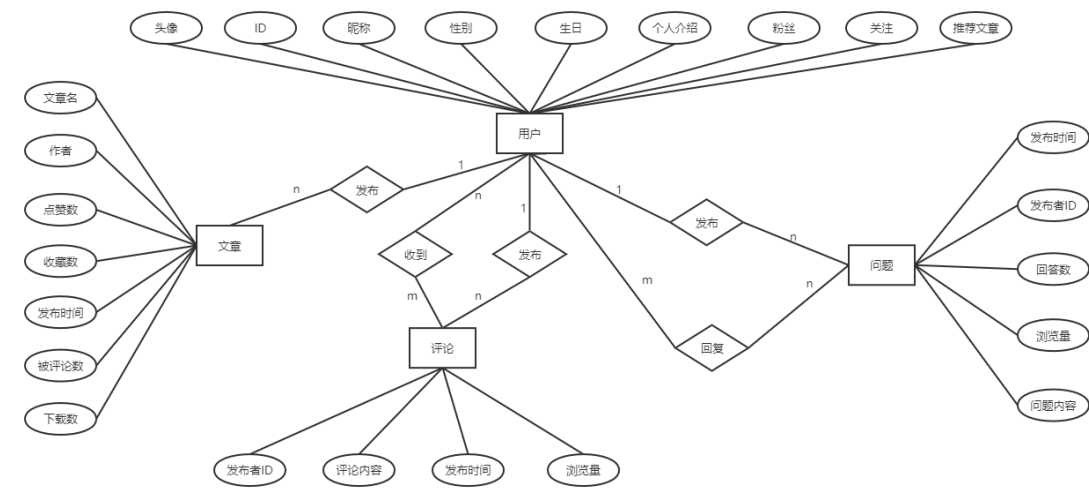 头像
ID
昵称
性别
生日
个人介绍
粉丝
关注
推荐文章
用户
文章名
作者
点赞数
收藏数
发布时间
被评论数
下载数
文章
n
发布
1
n
收到
m
1
发布
n
评论
发布者ID
评论内容
发布时间
浏览量
1
发布
n
m
回复
n
问题
发布时间
发布者ID
回答数
浏览量
问题内容